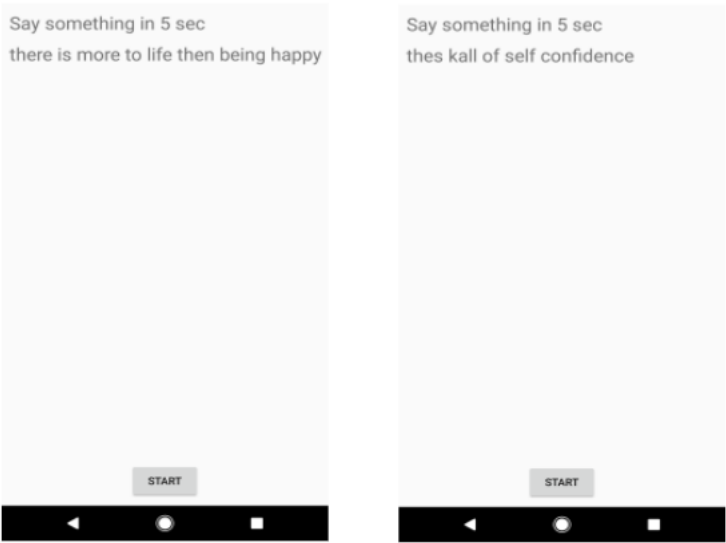 Say something in 5 sec
there is more to life then being happy
START
Say something in 5 sec
thes kall of self confidence
START